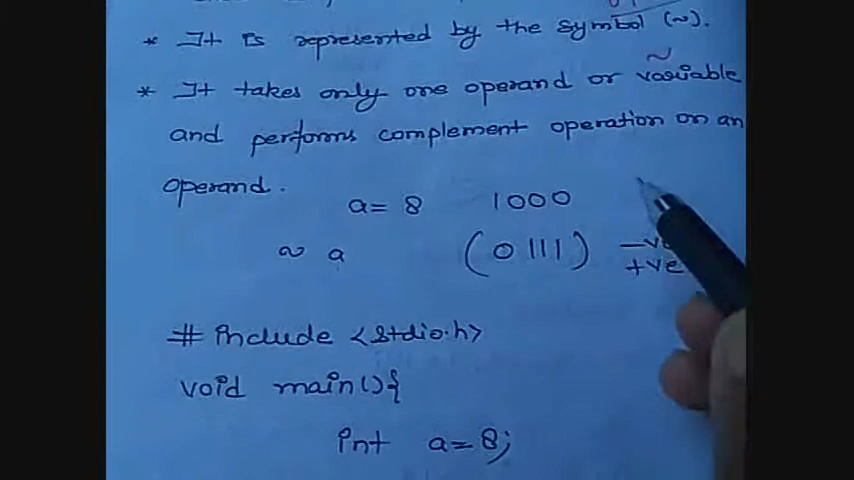 * It is represented by the symbol (~).
~
* It takes only one operand or variable
and performs complement operation on an
operand.
a= 8 1000
~ a (0111) -ve
+ve
# include <stdio.h>
void main(){
int a=8;